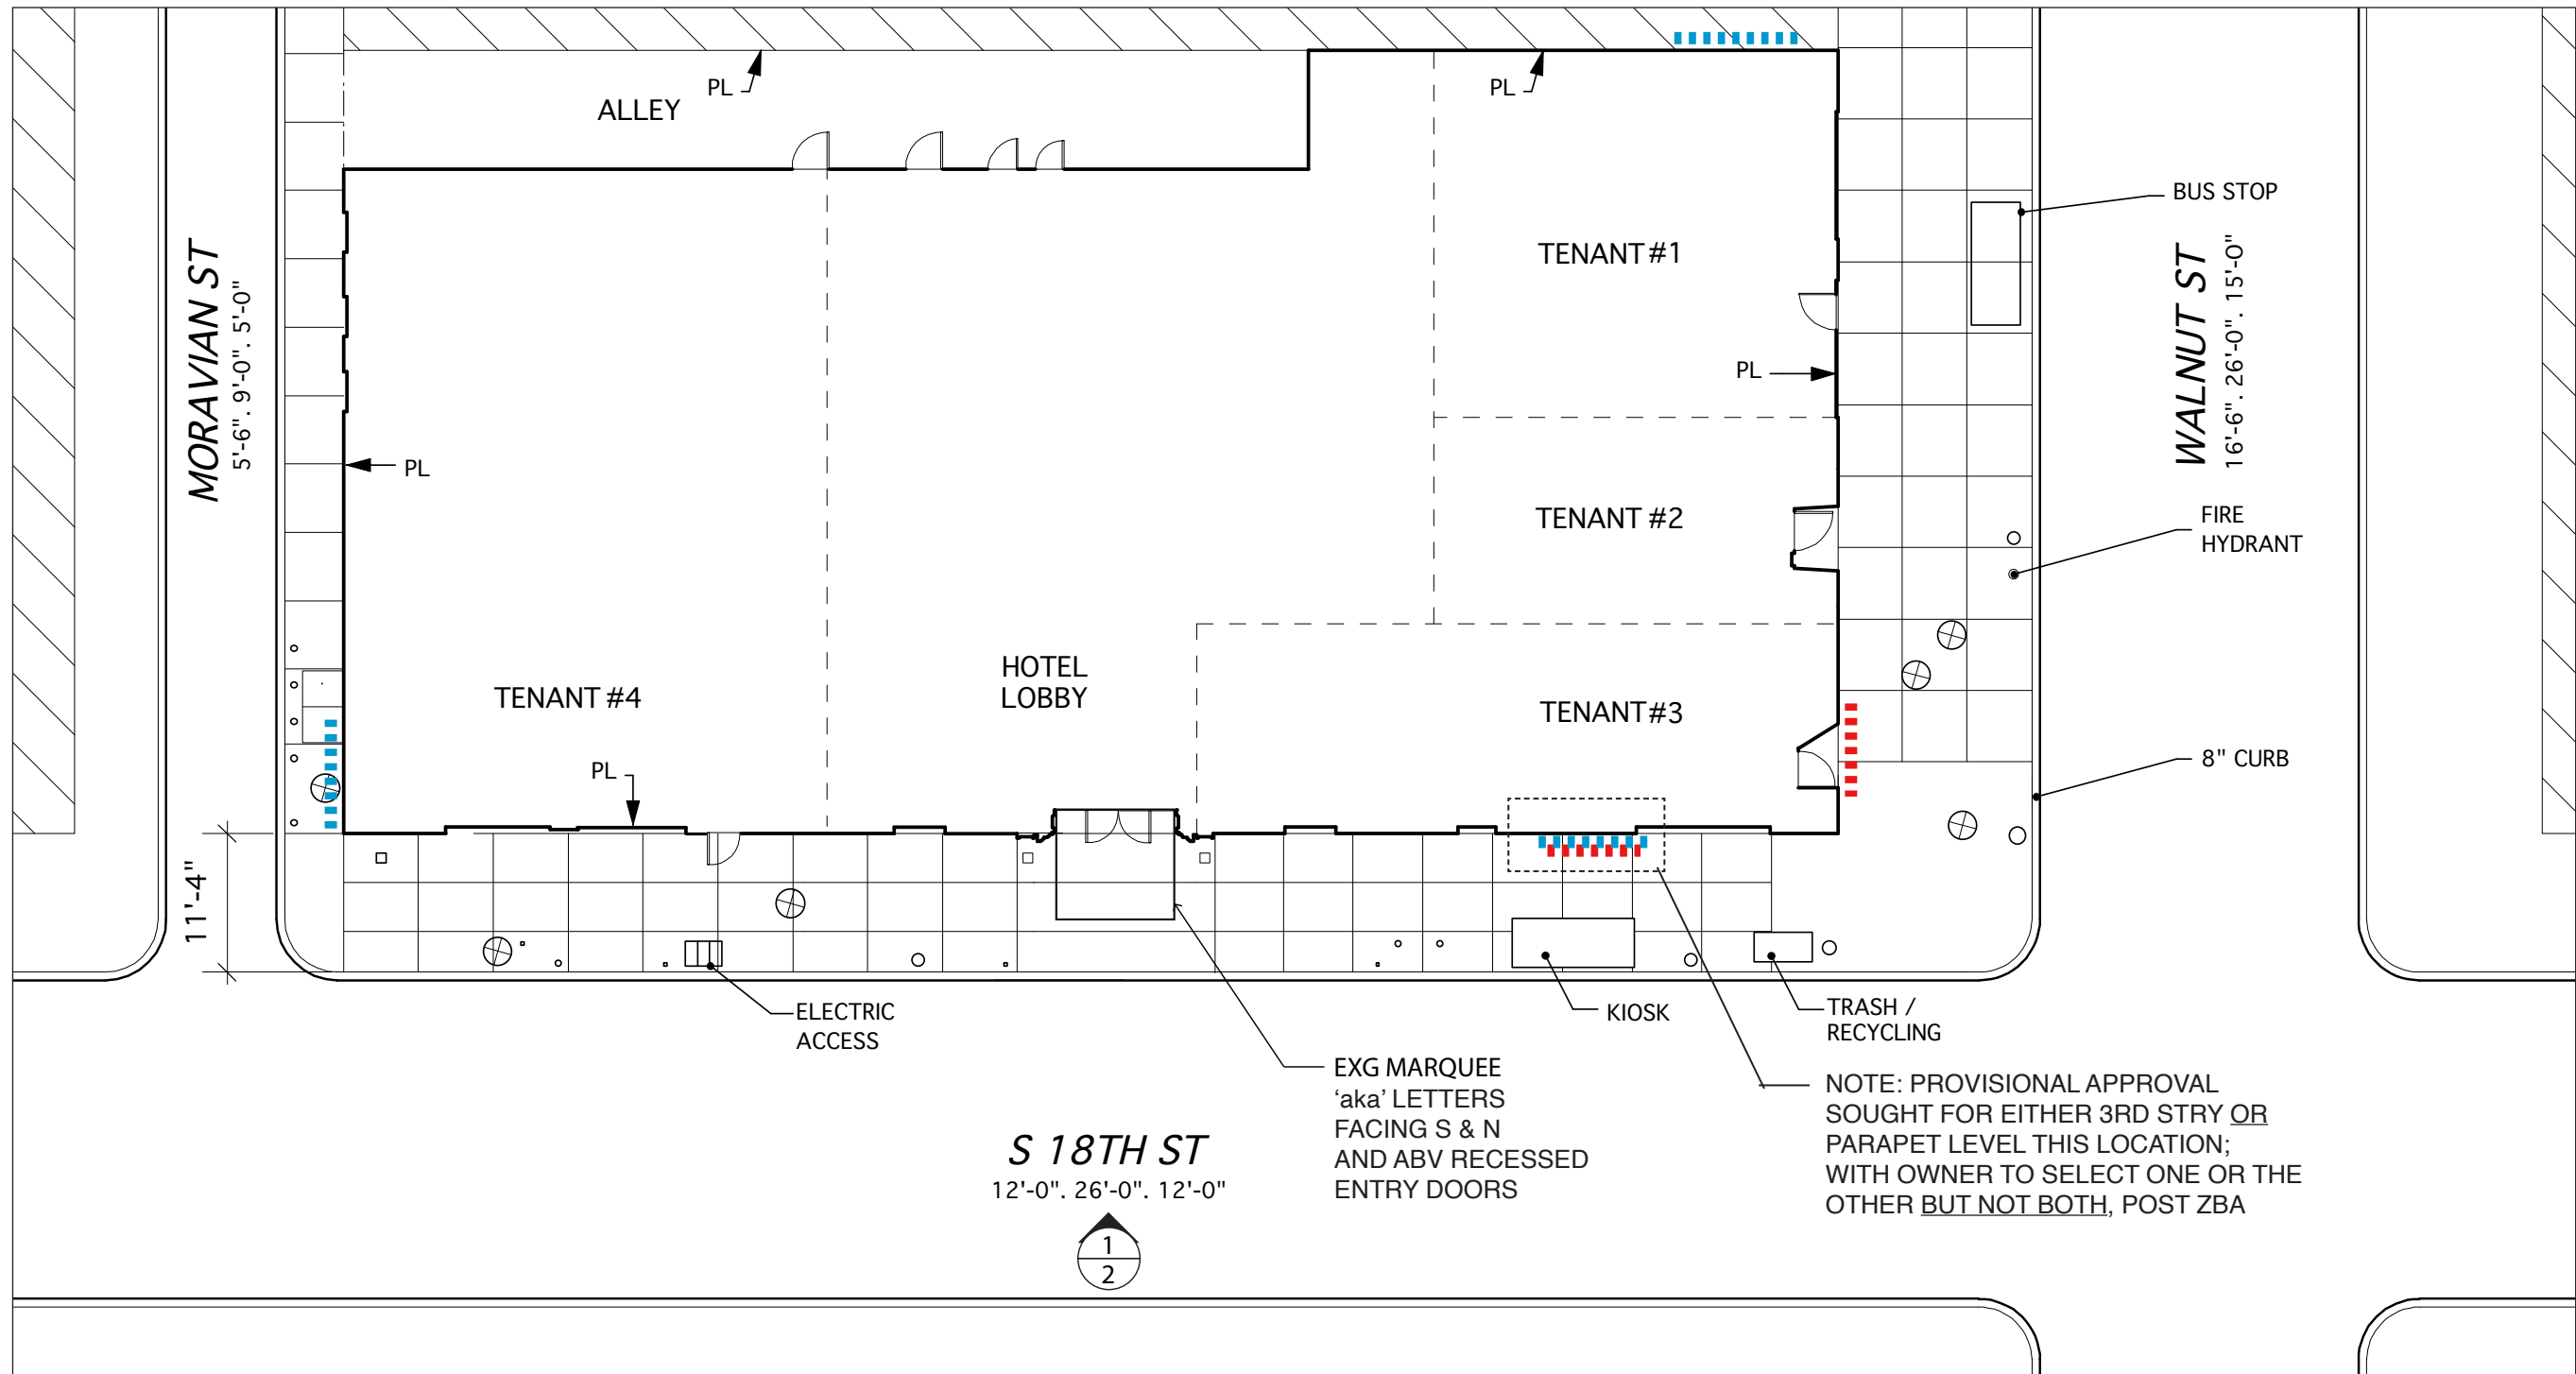 PL
ALLEY
PL
BUS STOP
TENANT #1
MORAVIAN ST
5'-6". 9'-0". 5'-0"
WALNUT ST
16'-6". 26'-0". 15'-0"
PL
PL
TENANT #2
FIRE
HYDRANT
HOTEL
LOBBY
TENANT #4
TENANT #3
8" CURB
PL
11'-4"
ELECTRIC
ACCESS
KIOSK
TRASH /
RECYCLING
EXG MARQUEE
‘aka’ LETTERS
FACING S & N
AND ABV RECESSED
ENTRY DOORS
NOTE: PROVISIONAL APPROVAL
SOUGHT FOR EITHER 3RD STRY OR
PARAPET LEVEL THIS LOCATION;
WITH OWNER TO SELECT ONE OR THE
OTHER BUT NOT BOTH, POST ZBA
S 18TH ST
12'-0". 26'-0". 12'-0"
1
2